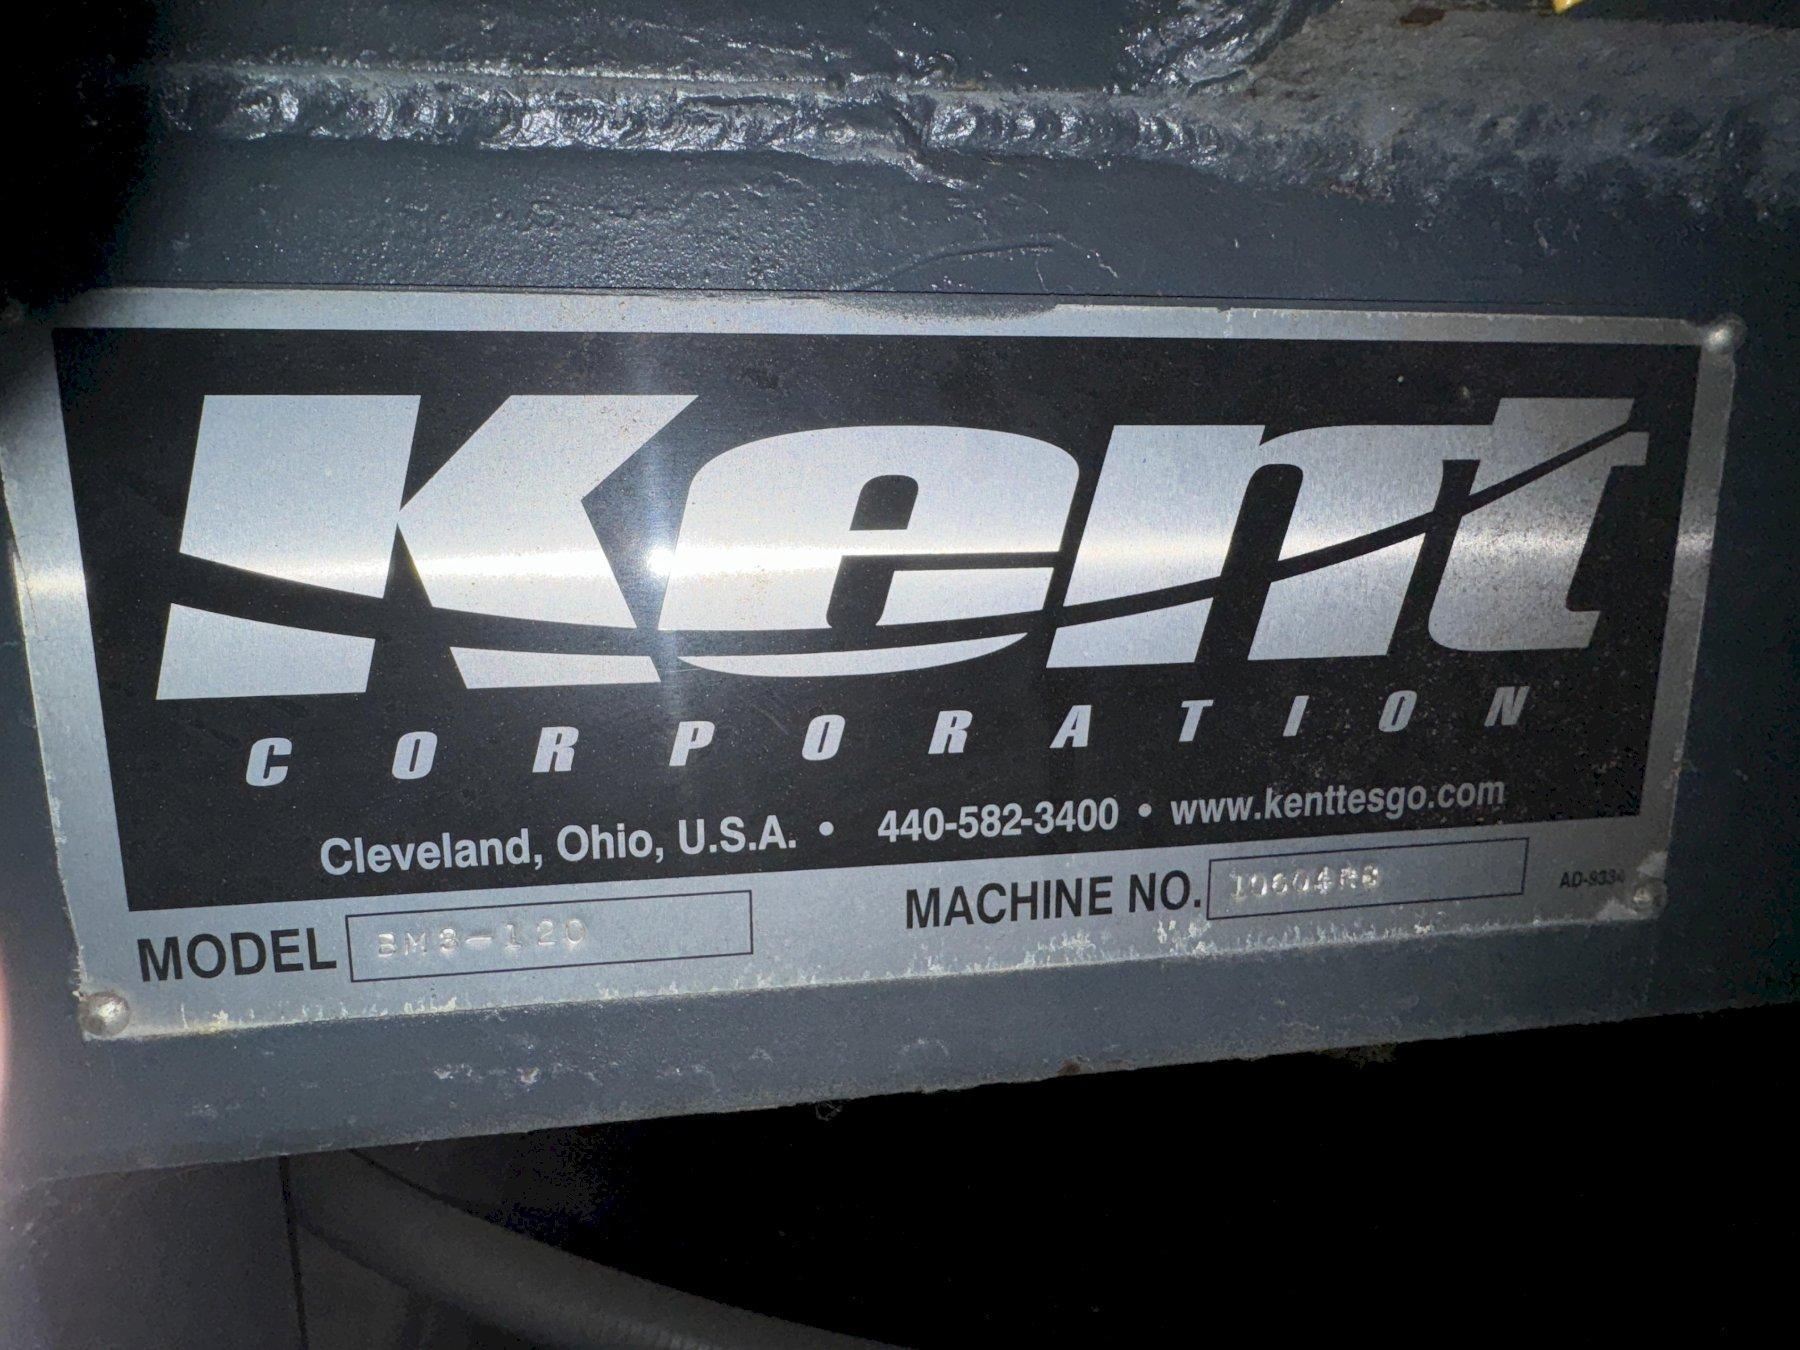 Kent
CORPORATION
Cleveland, Ohio, U.S.A. • 440-582-3400 • www.kenttesgo.com
MODEL MACHINE NO.